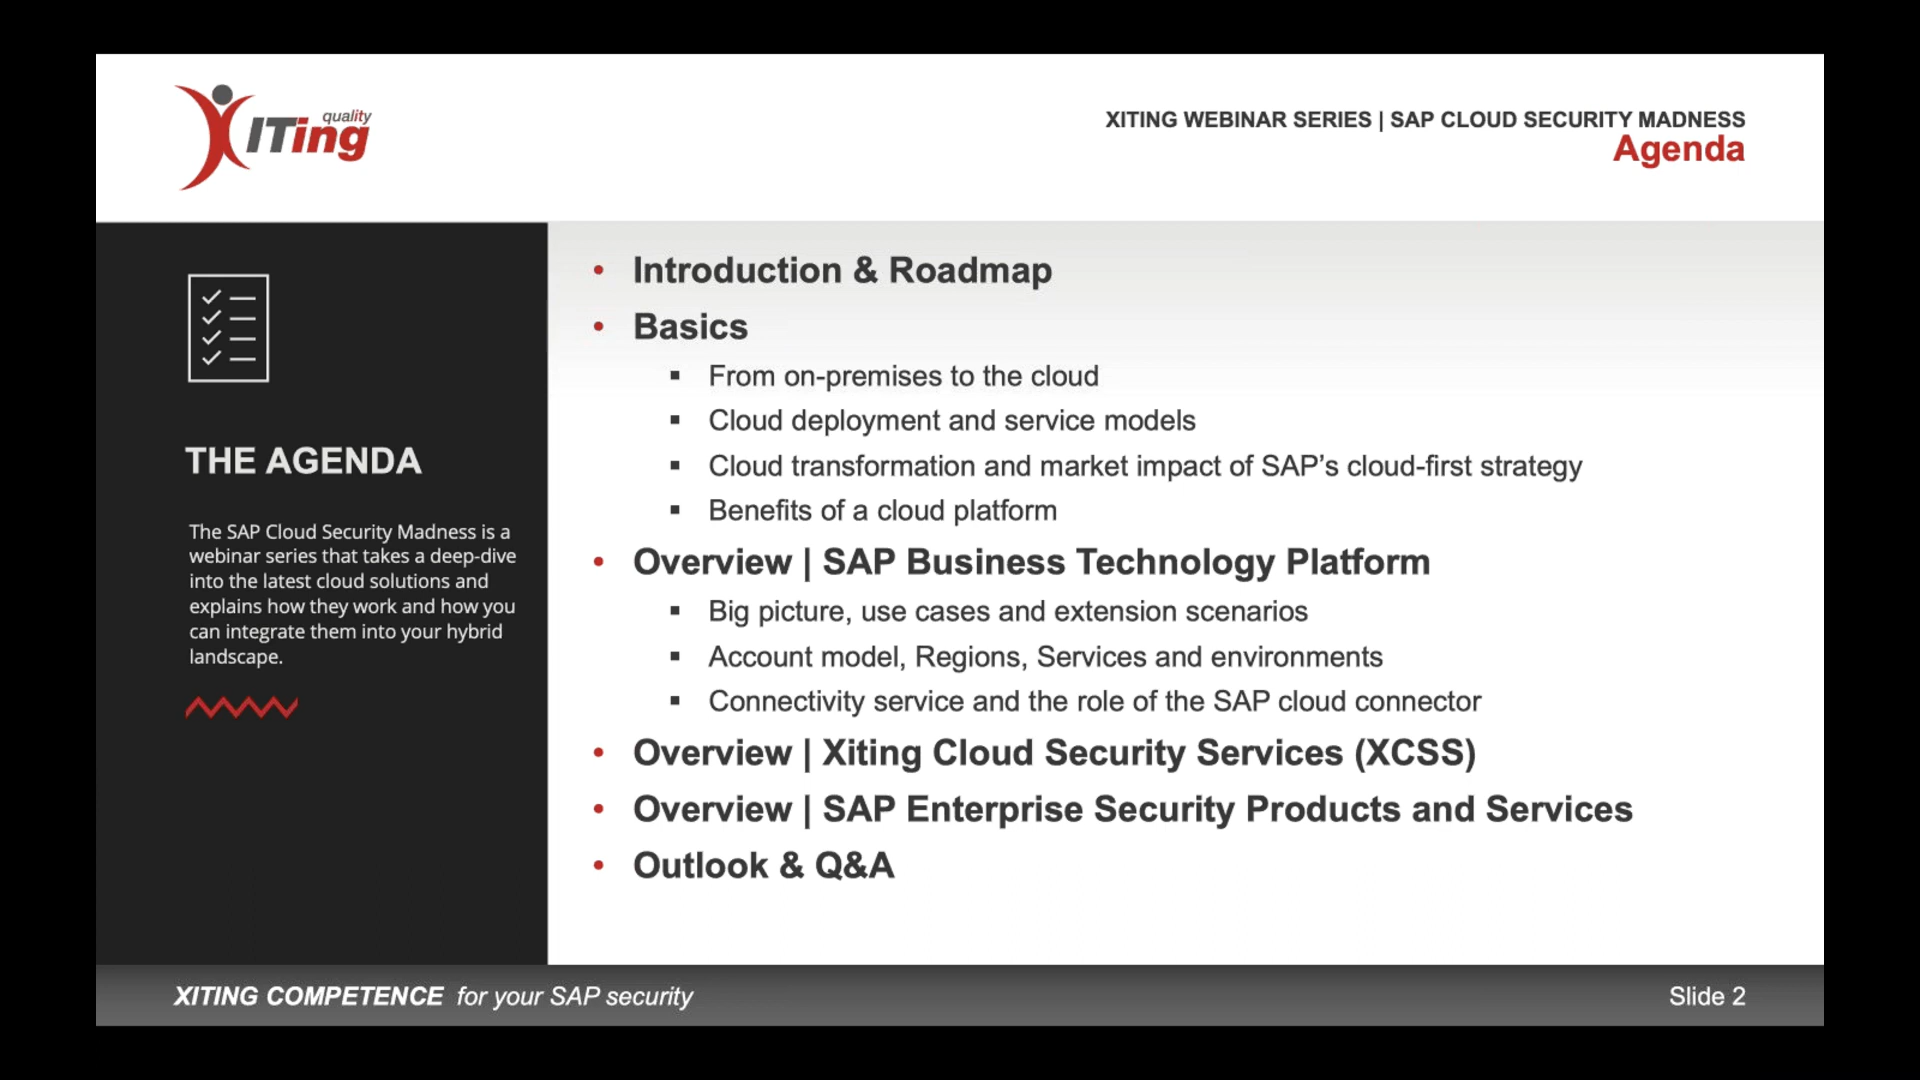 quality
XITing
XITING WEBINAR SERIES | SAP CLOUD SECURITY MADNESS
Agenda
THE AGENDA
The SAP Cloud Security Madness is a
webinar series that takes a deep-dive
into the latest cloud solutions and
explains how they work and how you
can integrate them into your hybrid
landscape.
• Introduction & Roadmap
• Basics
▪ From on-premises to the cloud
▪ Cloud deployment and service models
▪ Cloud transformation and market impact of SAP’s cloud-first strategy
▪ Benefits of a cloud platform
• Overview | SAP Business Technology Platform
▪ Big picture, use cases and extension scenarios
▪ Account model, Regions, Services and environments
▪ Connectivity service and the role of the SAP cloud connector
• Overview | Xiting Cloud Security Services (XCSS)
• Overview | SAP Enterprise Security Products and Services
• Outlook & Q&A
XITING COMPETENCE for your SAP security
Slide 2